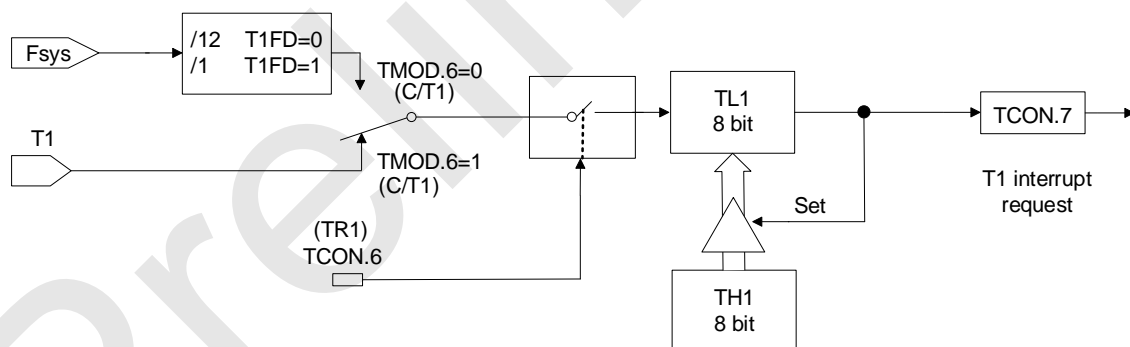 Fsys
/12 T1FD=0
/1 T1FD=1
TMOD.6=0
(C/T1)
T1
TMOD.6=1
(C/T1)
(TR1)
TCON.6
TL1
8 bit
Set
TH1
8 bit
TCON.7
T1 interrupt
request